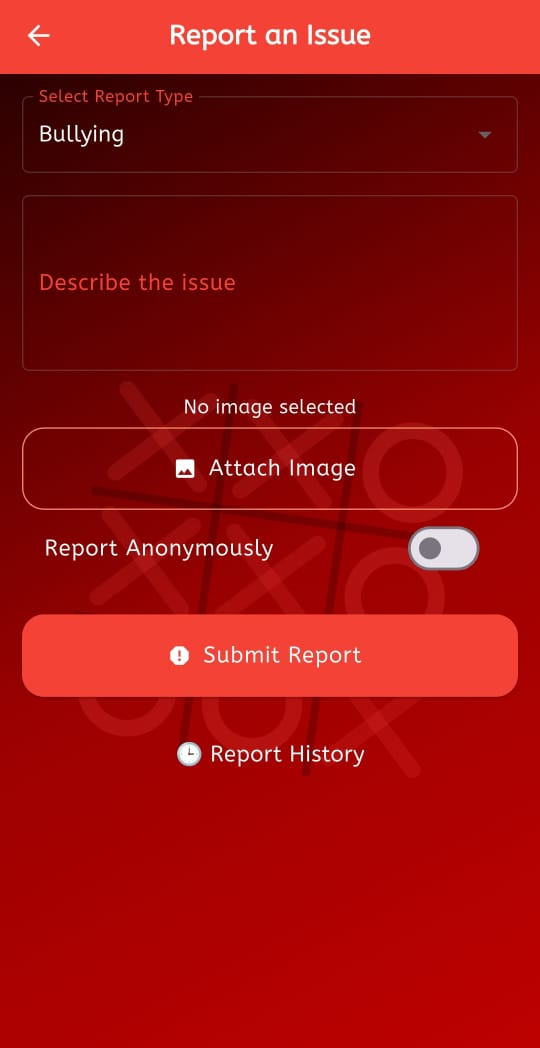 Report an Issue
Select Report Type
Bullying
Describe the issue
No image selected
Attach Image
Report Anonymously
Submit Report
Report History